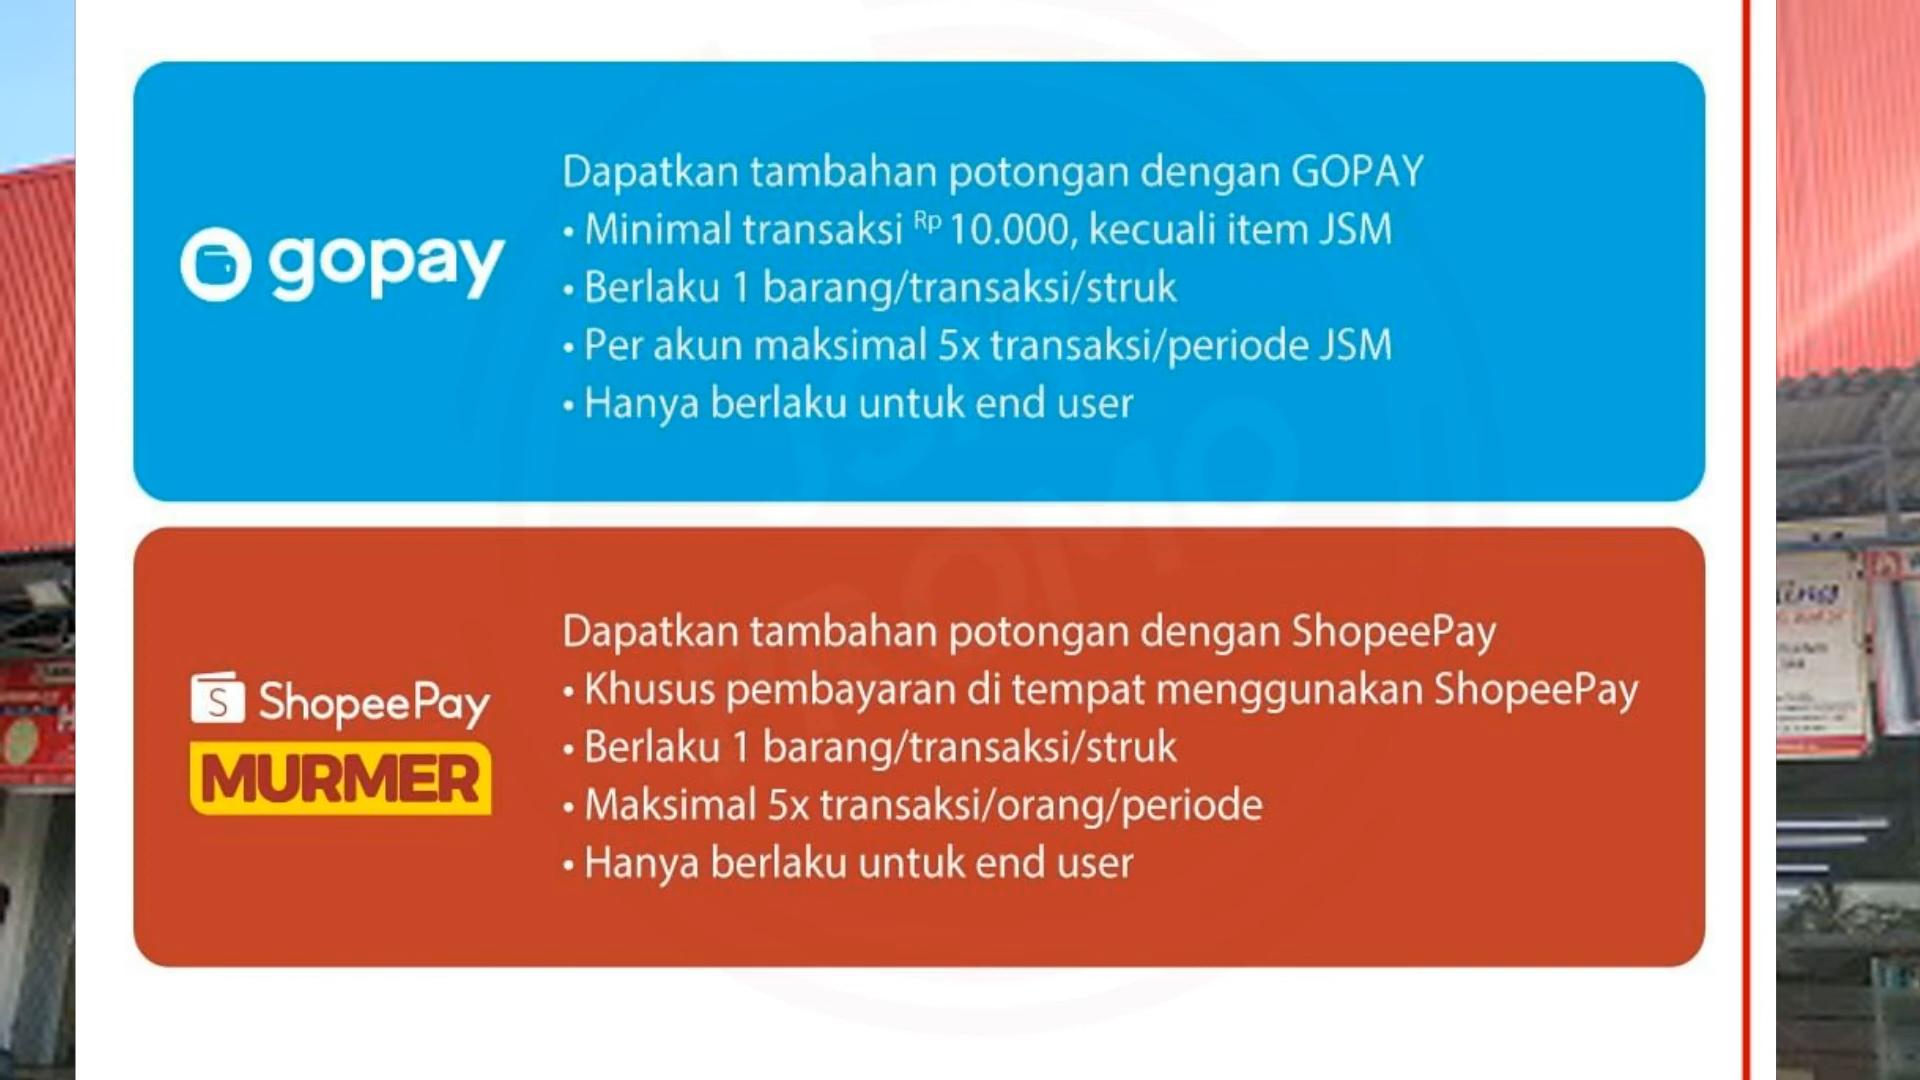 gopay
Dapatkan tambahan potongan dengan GOPAY
• Minimal transaksi Rp 10.000, kecuali item JSM
• Berlaku 1 barang/transaksi/struk
• Per akun maksimal 5x transaksi/periode JSM
• Hanya berlaku untuk end user
S ShopeePay
MURMER
Dapatkan tambahan potongan dengan ShopeePay
• Khusus pembayaran di tempat menggunakan ShopeePay
• Berlaku 1 barang/transaksi/struk
• Maksimal 5x transaksi/orang/periode
• Hanya berlaku untuk end user
PROMO